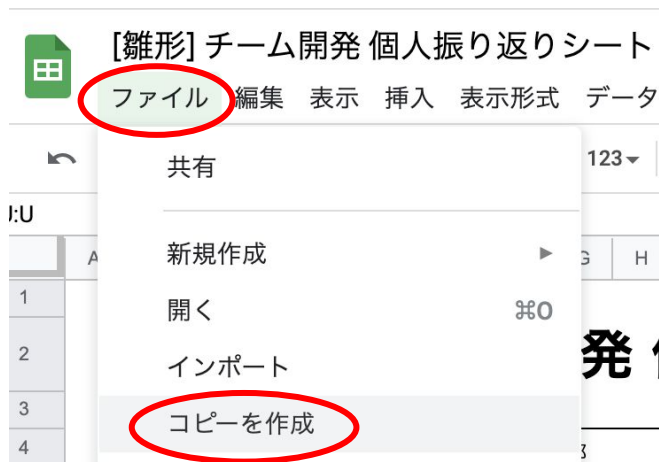 [雛形] チーム開発 個人振り返りシート
ファイル 編集 表示 挿入 表示形式 データ
共有
123
U:U
A G H
新規作成
1
開く ⌘O
2
インポート
発
3
コピーを作成
4